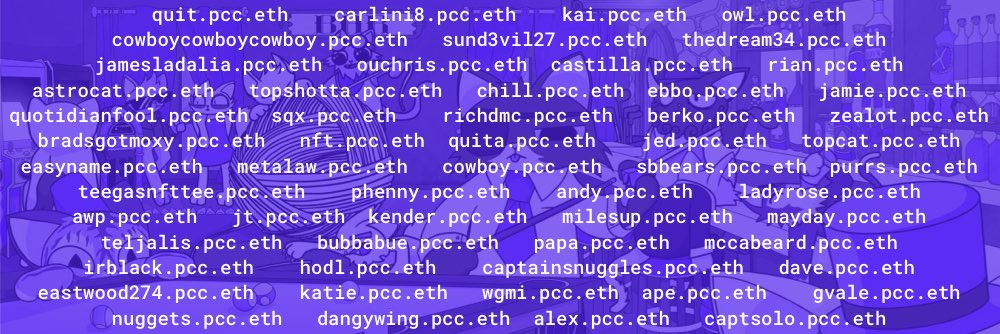 quit.pcc.eth carlini8.pcc.eth kai.pcc.eth owl.pcc.eth
cowboycowboycowboy.pcc.eth sund3vil27.pcc.eth thedream34.pcc.eth
jamesladalia.pcc.eth ouchris.pcc.eth castilla.pcc.eth rian.pcc.eth
astrocat.pcc.eth topshotta.pcc.eth chill.pcc.eth ebbo.pcc.eth jamie.pcc.eth
quotidianfool.pcc.eth sqx.pcc.eth richdmc.pcc.eth berko.pcc.eth zealot.pcc.eth
bradsgotmoxy.pcc.eth nft.pcc.eth quita.pcc.eth jed.pcc.eth topcat.pcc.eth
easyname.pcc.eth metalaw.pcc.eth cowboy.pcc.eth sbbears.pcc.eth purrs.pcc.eth
teegasnfttee.pcc.eth phenny.pcc.eth andy.pcc.eth ladyrose.pcc.eth
awp.pcc.eth jt.pcc.eth kender.pcc.eth milesup.pcc.eth mayday.pcc.eth
teljalis.pcc.eth bubbabue.pcc.eth papa.pcc.eth mccabeard.pcc.eth
irblack.pcc.eth hodl.pcc.eth captainsnuggles.pcc.eth dave.pcc.eth
eastwood274.pcc.eth katie.pcc.eth wgmi.pcc.eth ape.pcc.eth gvale.pcc.eth
nuggets.pcc.eth dangywing.pcc.eth alex.pcc.eth captsolo.pcc.eth